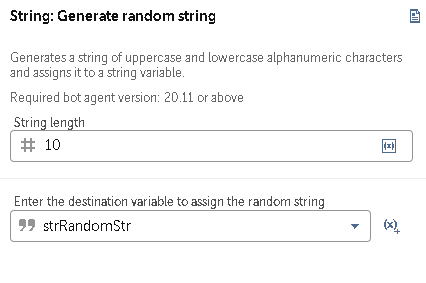 String: Generate random string
Generates a string of uppercase and lowercase alphanumeric characters
and assigns it to a string variable.
Required bot agent version: 20.11 or above
String length
# 10 (x)
Enter the destination variable to assign the random string
strRandomStr (x)+